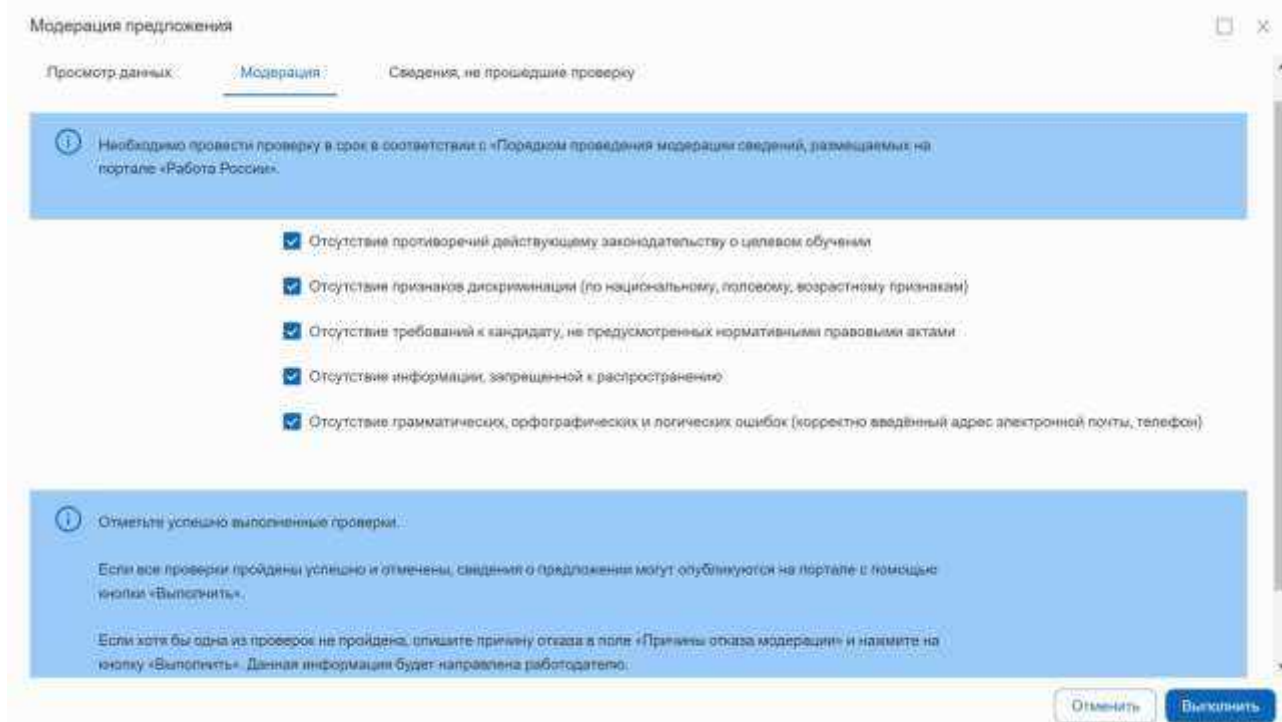 Модерация предложения
Просмотр данных Модерация Сведения, не прошедшие проверку
Необходимо провести проверку в срок в соответствии с «Порядком проведения модерации сведений, размещаемых на
портале «Работа России».
Отсутствие противоречий действующему законодательству о целевом обучении
Отсутствие признаков дискриминации (по национальному, половому, возрастному признакам)
Отсутствие требований к кандидату, не предусмотренных нормативными правовыми актами
Отсутствие информации, запрещенной к распространению
Отсутствие грамматических, орфографических и логических ошибок (корректно введённый адрес электронной почты, телефон)
Отметьте успешно выполненные проверки.
Если все проверки пройдены успешно и отмечены, сведения о предложении могут опубликуются на портале с помощью
кнопки «Выполнить».
Если хотя бы одна из проверок не пройдена, опишите причину отказа в поле «Причины отказа модерации» и нажмите на
кнопку «Выполнить». Данная информация будет направлена работодателю.
Отменить Выполнить